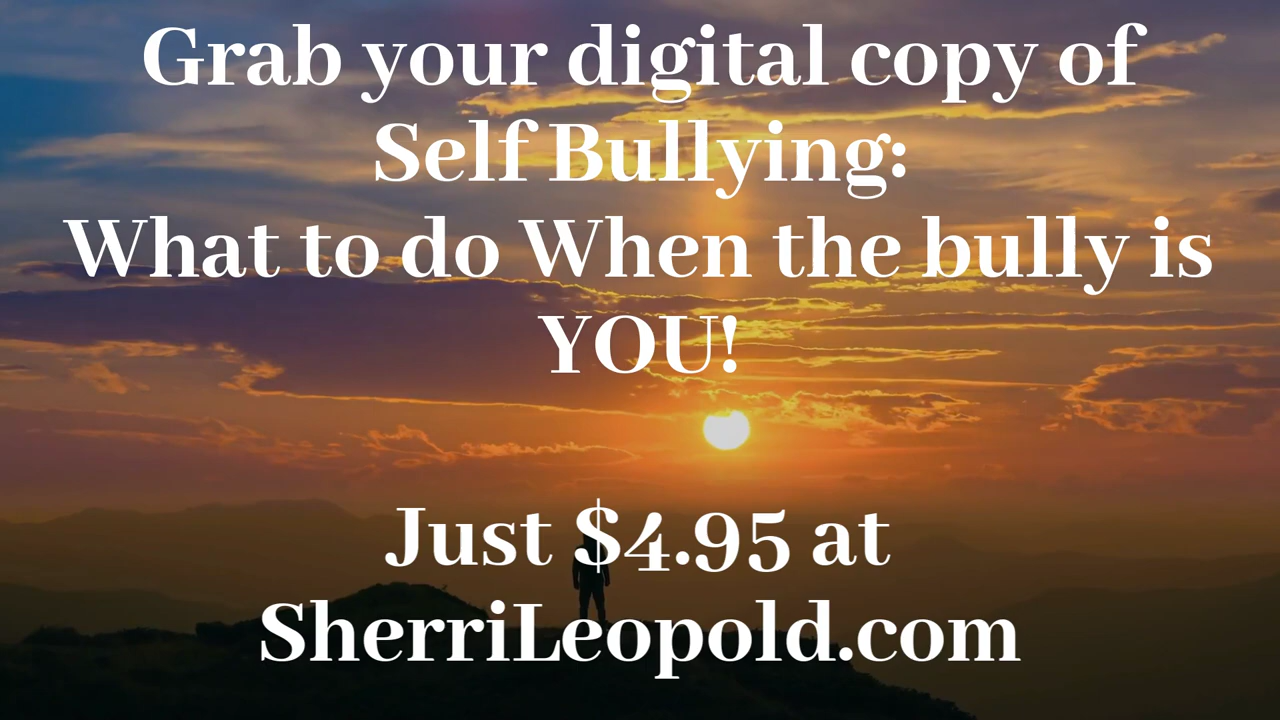 Grab your digital copy of
Self Bullying:
What to do When the bully is
YOU!
Just $4.95 at
SherriLeopold.com